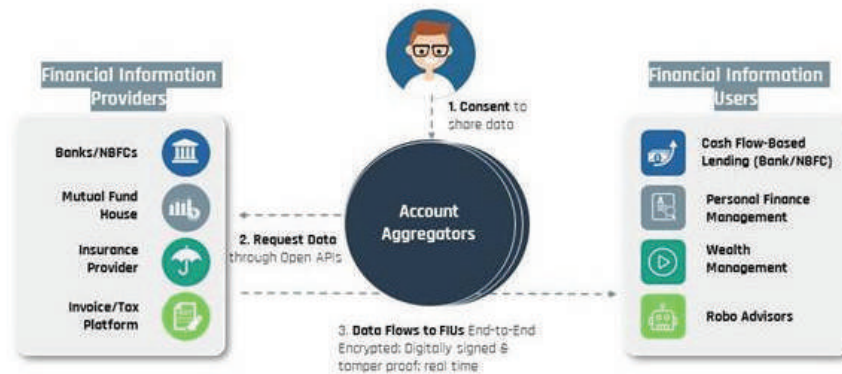 Financial Information
Providers
Banks/NBFCs
Mutual Fund
House
Insurance
Provider
Invoice/Tax
Platform
1. Consent to
share data
Account
Aggregators
2. Request Data
through Open APIs
3. Data Flows to FIUs End-to-End
Encrypted; Digitally signed &
tamper proof; real time
Financial Information
Users
Cash Flow-Based
Lending (Bank/NBFC)
Personal Finance
Management
Wealth
Management
Robo Advisors